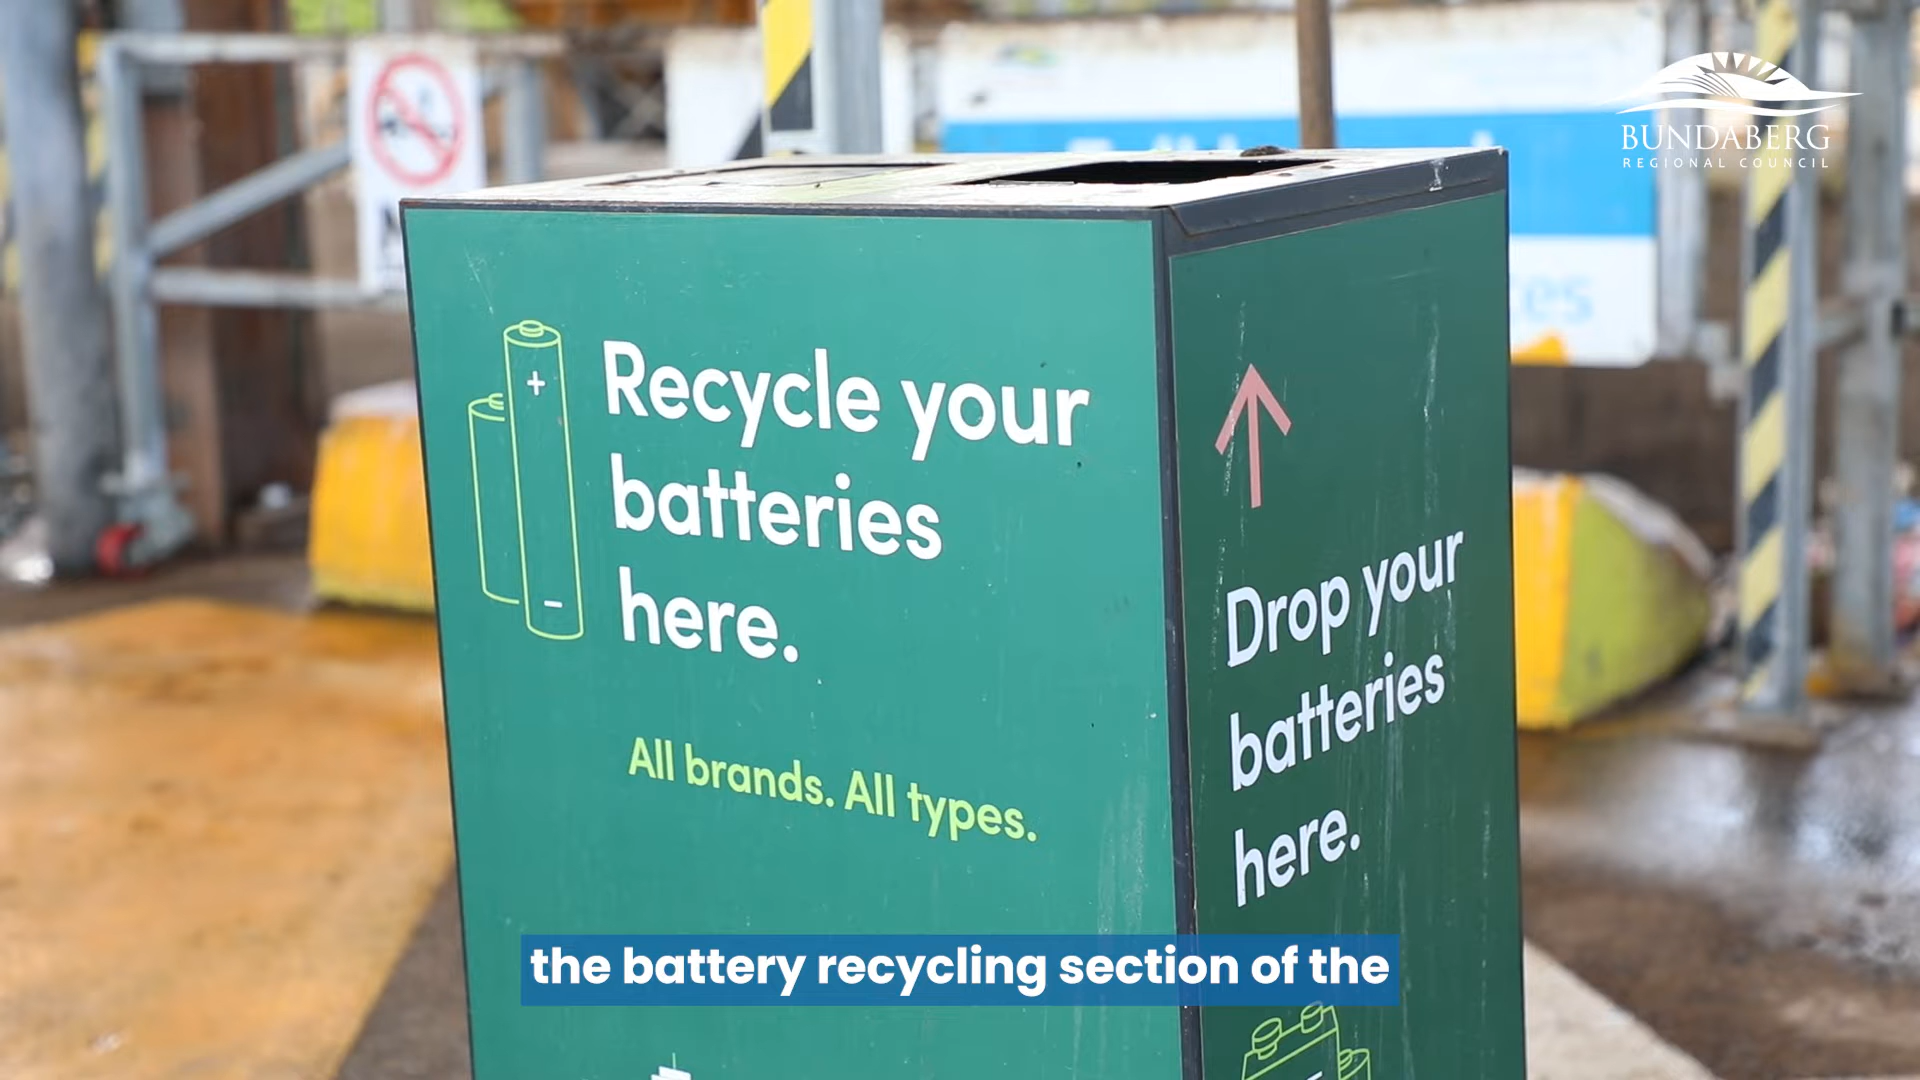 BUNDABERG
REGIONAL COUNCIL
Recycle your
batteries
here.
All brands. All types.
Drop your
batteries
here.
the battery recycling section of the